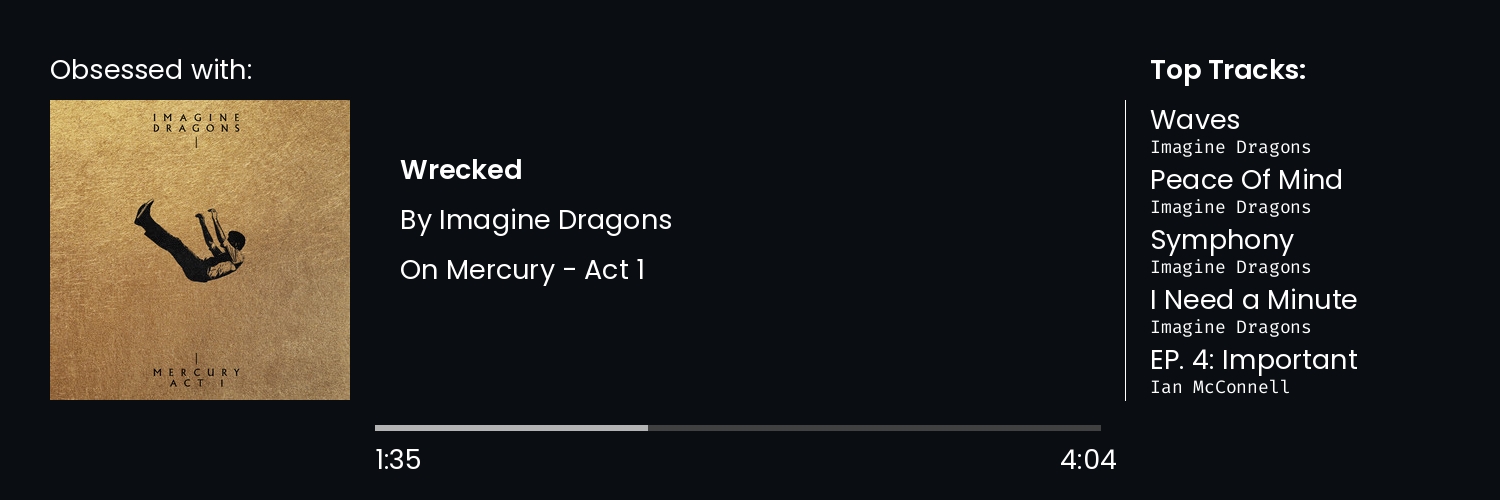 Obsessed with:
IMAGINE
DRAGONS
MERCURY
ACT I
Wrecked
By Imagine Dragons
On Mercury - Act 1
1:35
4:04
Top Tracks:
Waves
Imagine Dragons
Peace Of Mind
Imagine Dragons
Symphony
Imagine Dragons
I Need a Minute
Imagine Dragons
EP. 4: Important
Ian McConnell